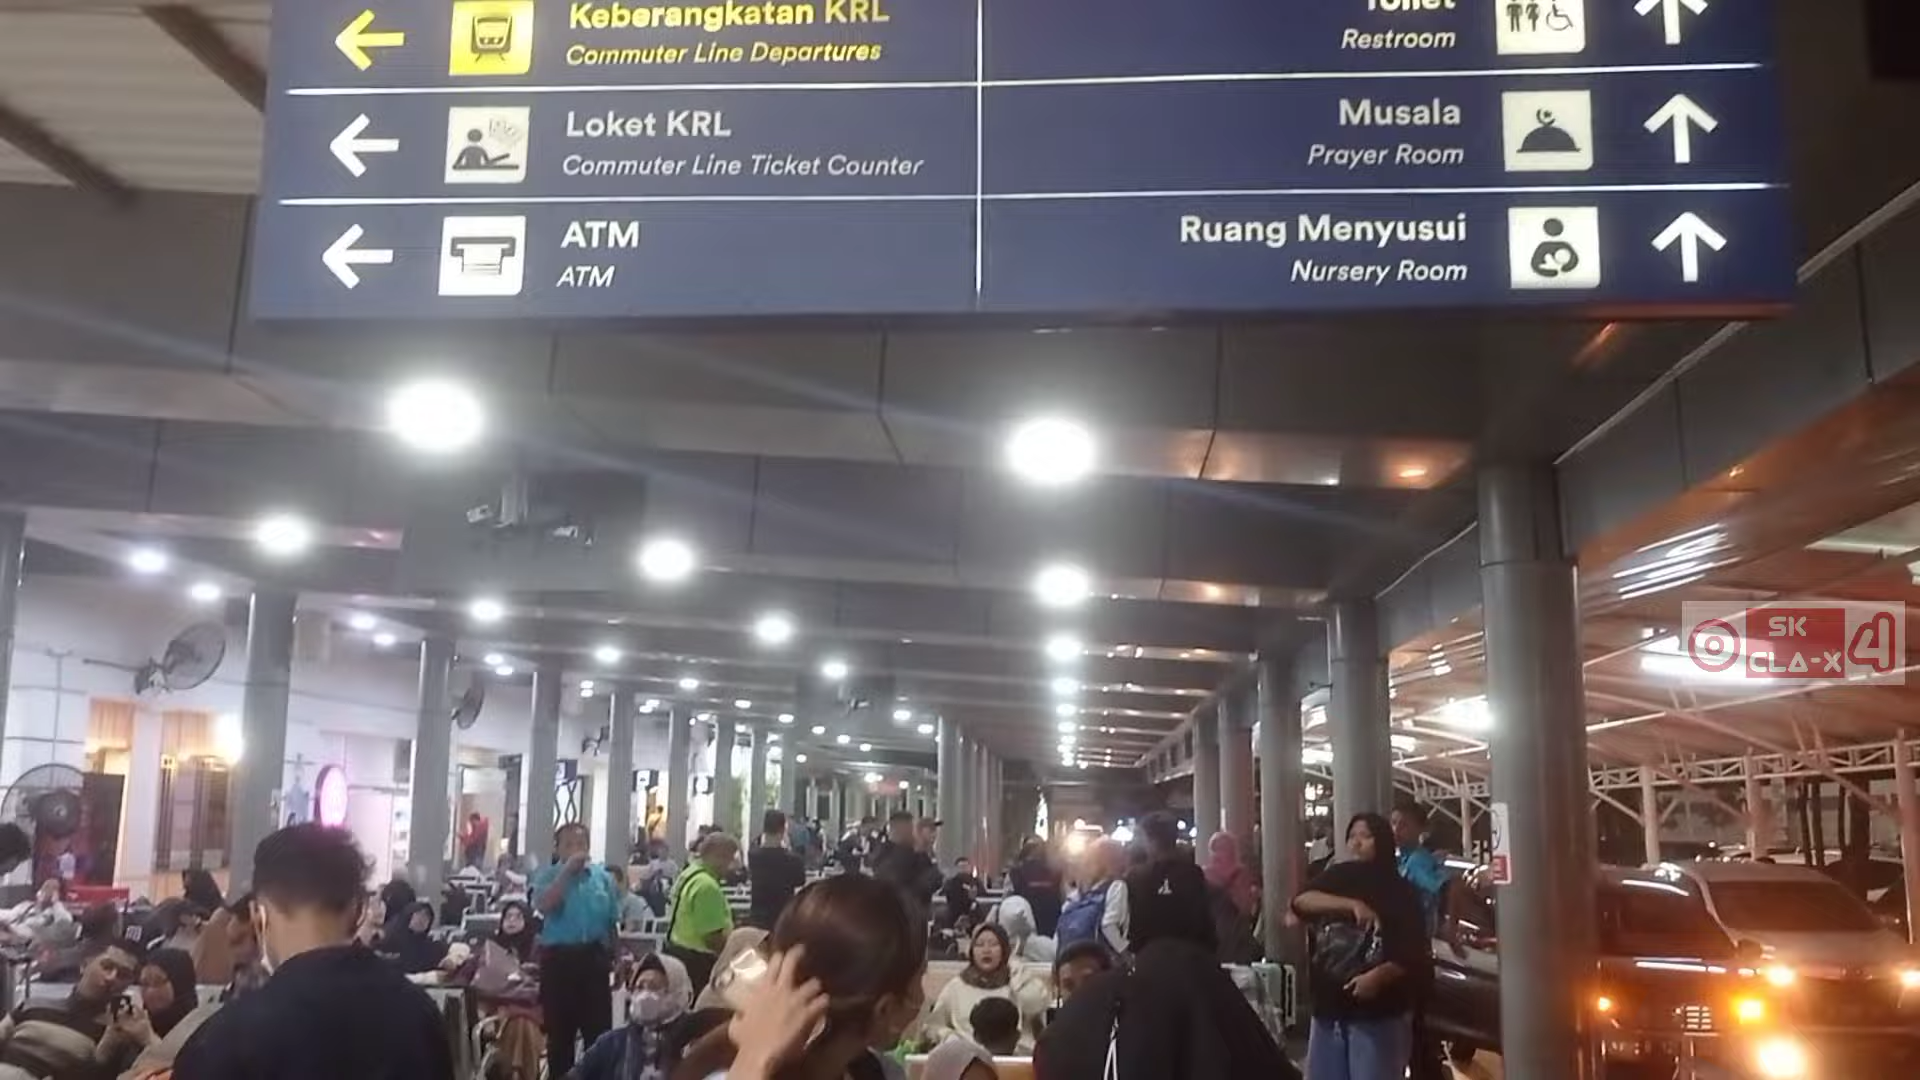 Keberangkatan KRL
Commuter Line Departures
Loket KRL
Commuter Line Ticket Counter
ATM
ATM
Toilet
Restroom
Musala
Prayer Room
Ruang Menyusui
Nursery Room
SK
CLA-X
4